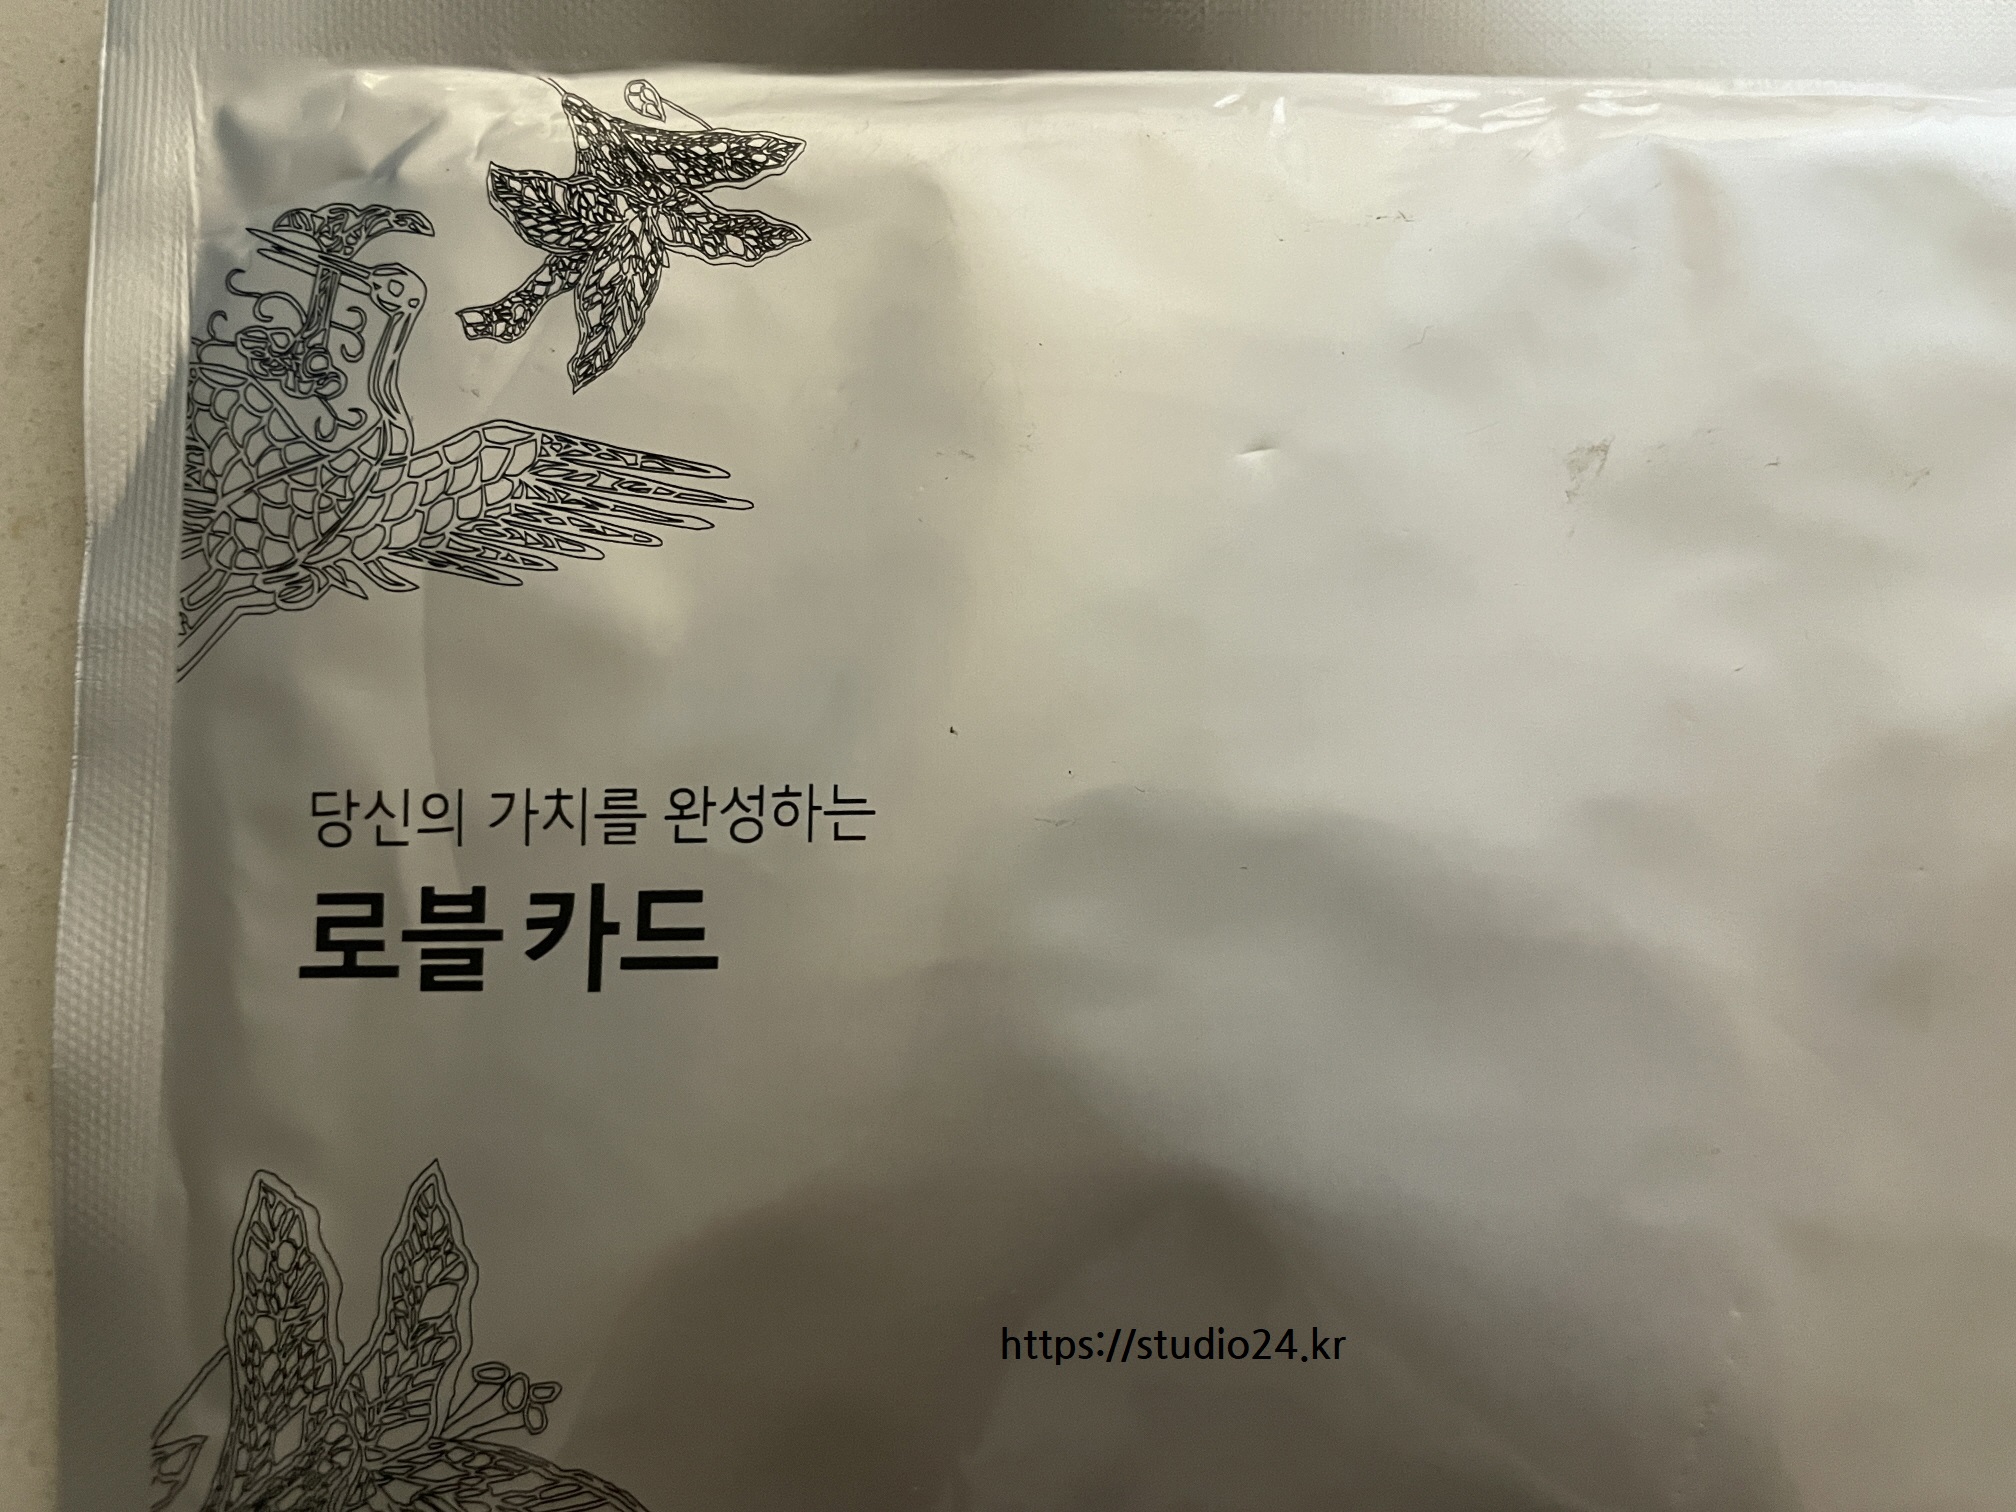 당신의 가치를 완성하는
로블 카드
https://studio24.kr